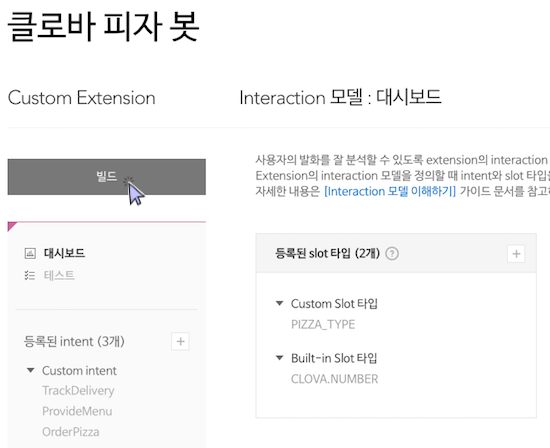 클로바 피자 봇
Custom Extension
Interaction 모델 : 대시보드
빌드
대시보드
테스트
등록된 intent (3개)
Custom intent
TrackDelivery
ProvideMenu
OrderPizza
사용자의 발화를 잘 분석할 수 있도록 extension의 interaction
Extension의 interaction 모델을 정의할 때 intent와 slot 타입을
자세한 내용은 [Interaction 모델 이해하기] 가이드 문서를 참고하
등록된 slot 타입 (2개)
Custom Slot 타입
PIZZA_TYPE
Built-in Slot 타입
CLOVA.NUMBER